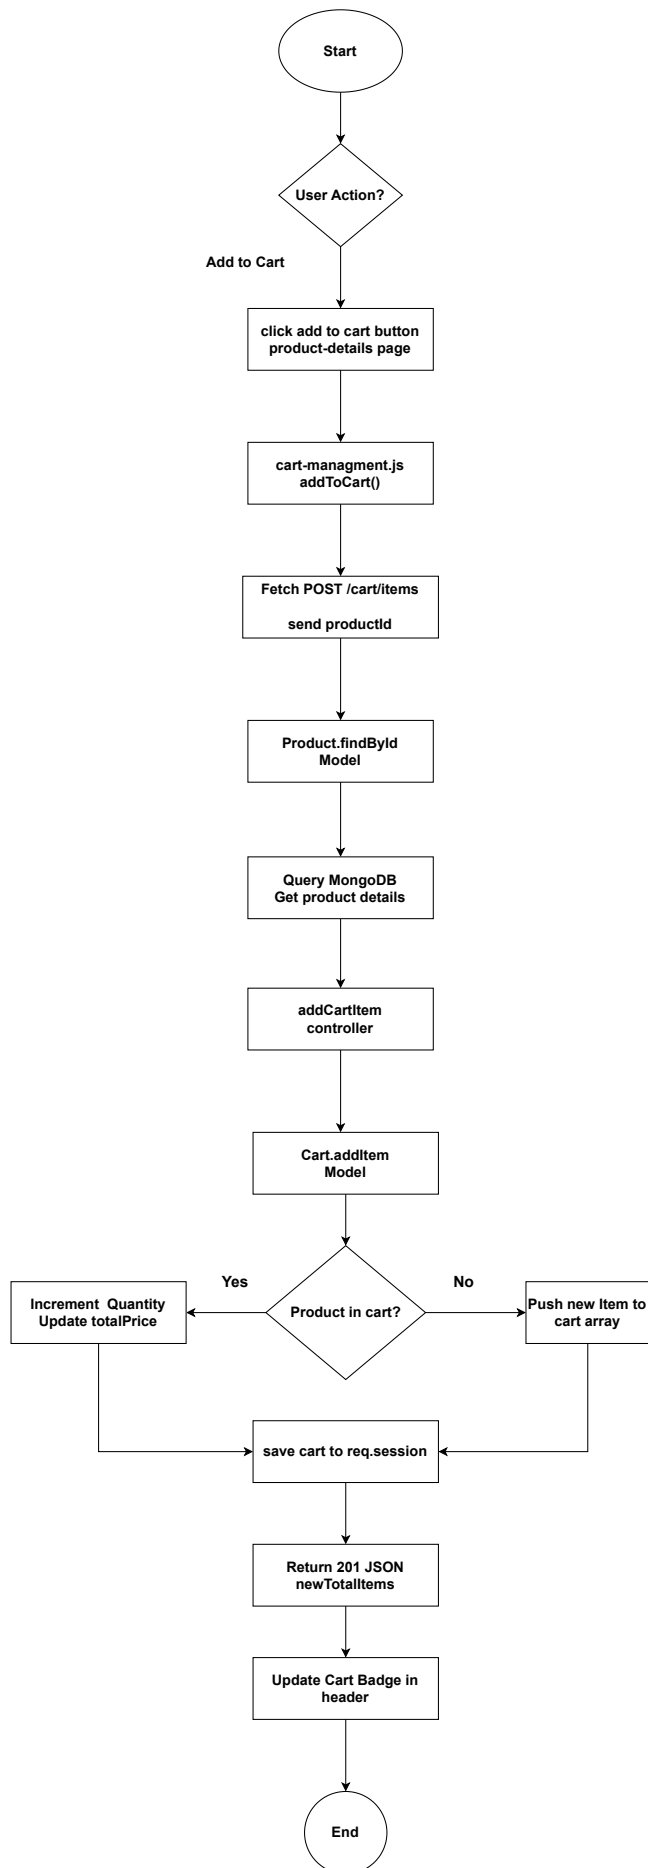 Start
User Action?
Add to Cart
click add to cart button
product-details page
cart-managment.js
addToCart()
Fetch POST /cart/items
send productId
Product.findById
Model
Query MongoDB
Get product details
addCartItem
controller
Cart.addItem
Model
Yes
No
Increment  Quantity
Update totalPrice
Product in cart?
Push new Item to
cart array
save cart to req.session
Return 201 JSON
newTotalItems
Update Cart Badge in
header
End